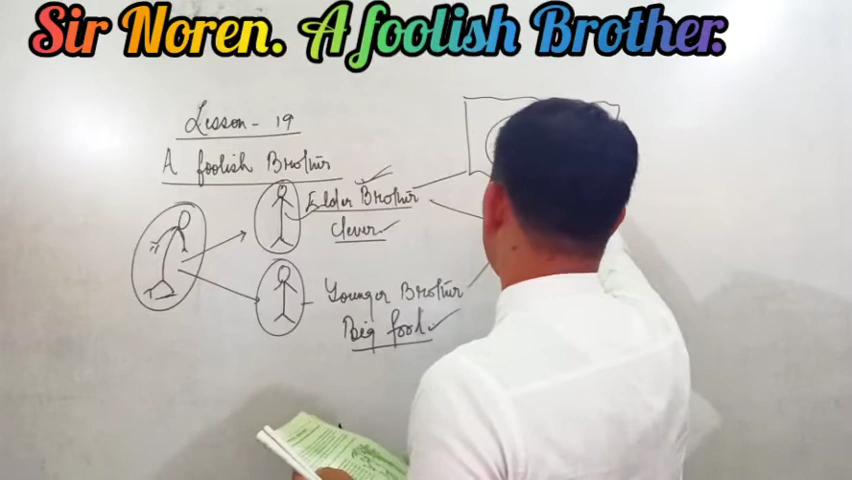 Sir Noren. A foolish Brother.
Lesson - 19
A foolish Brother
Elder Brother
Clever
Younger Brother
Big fool